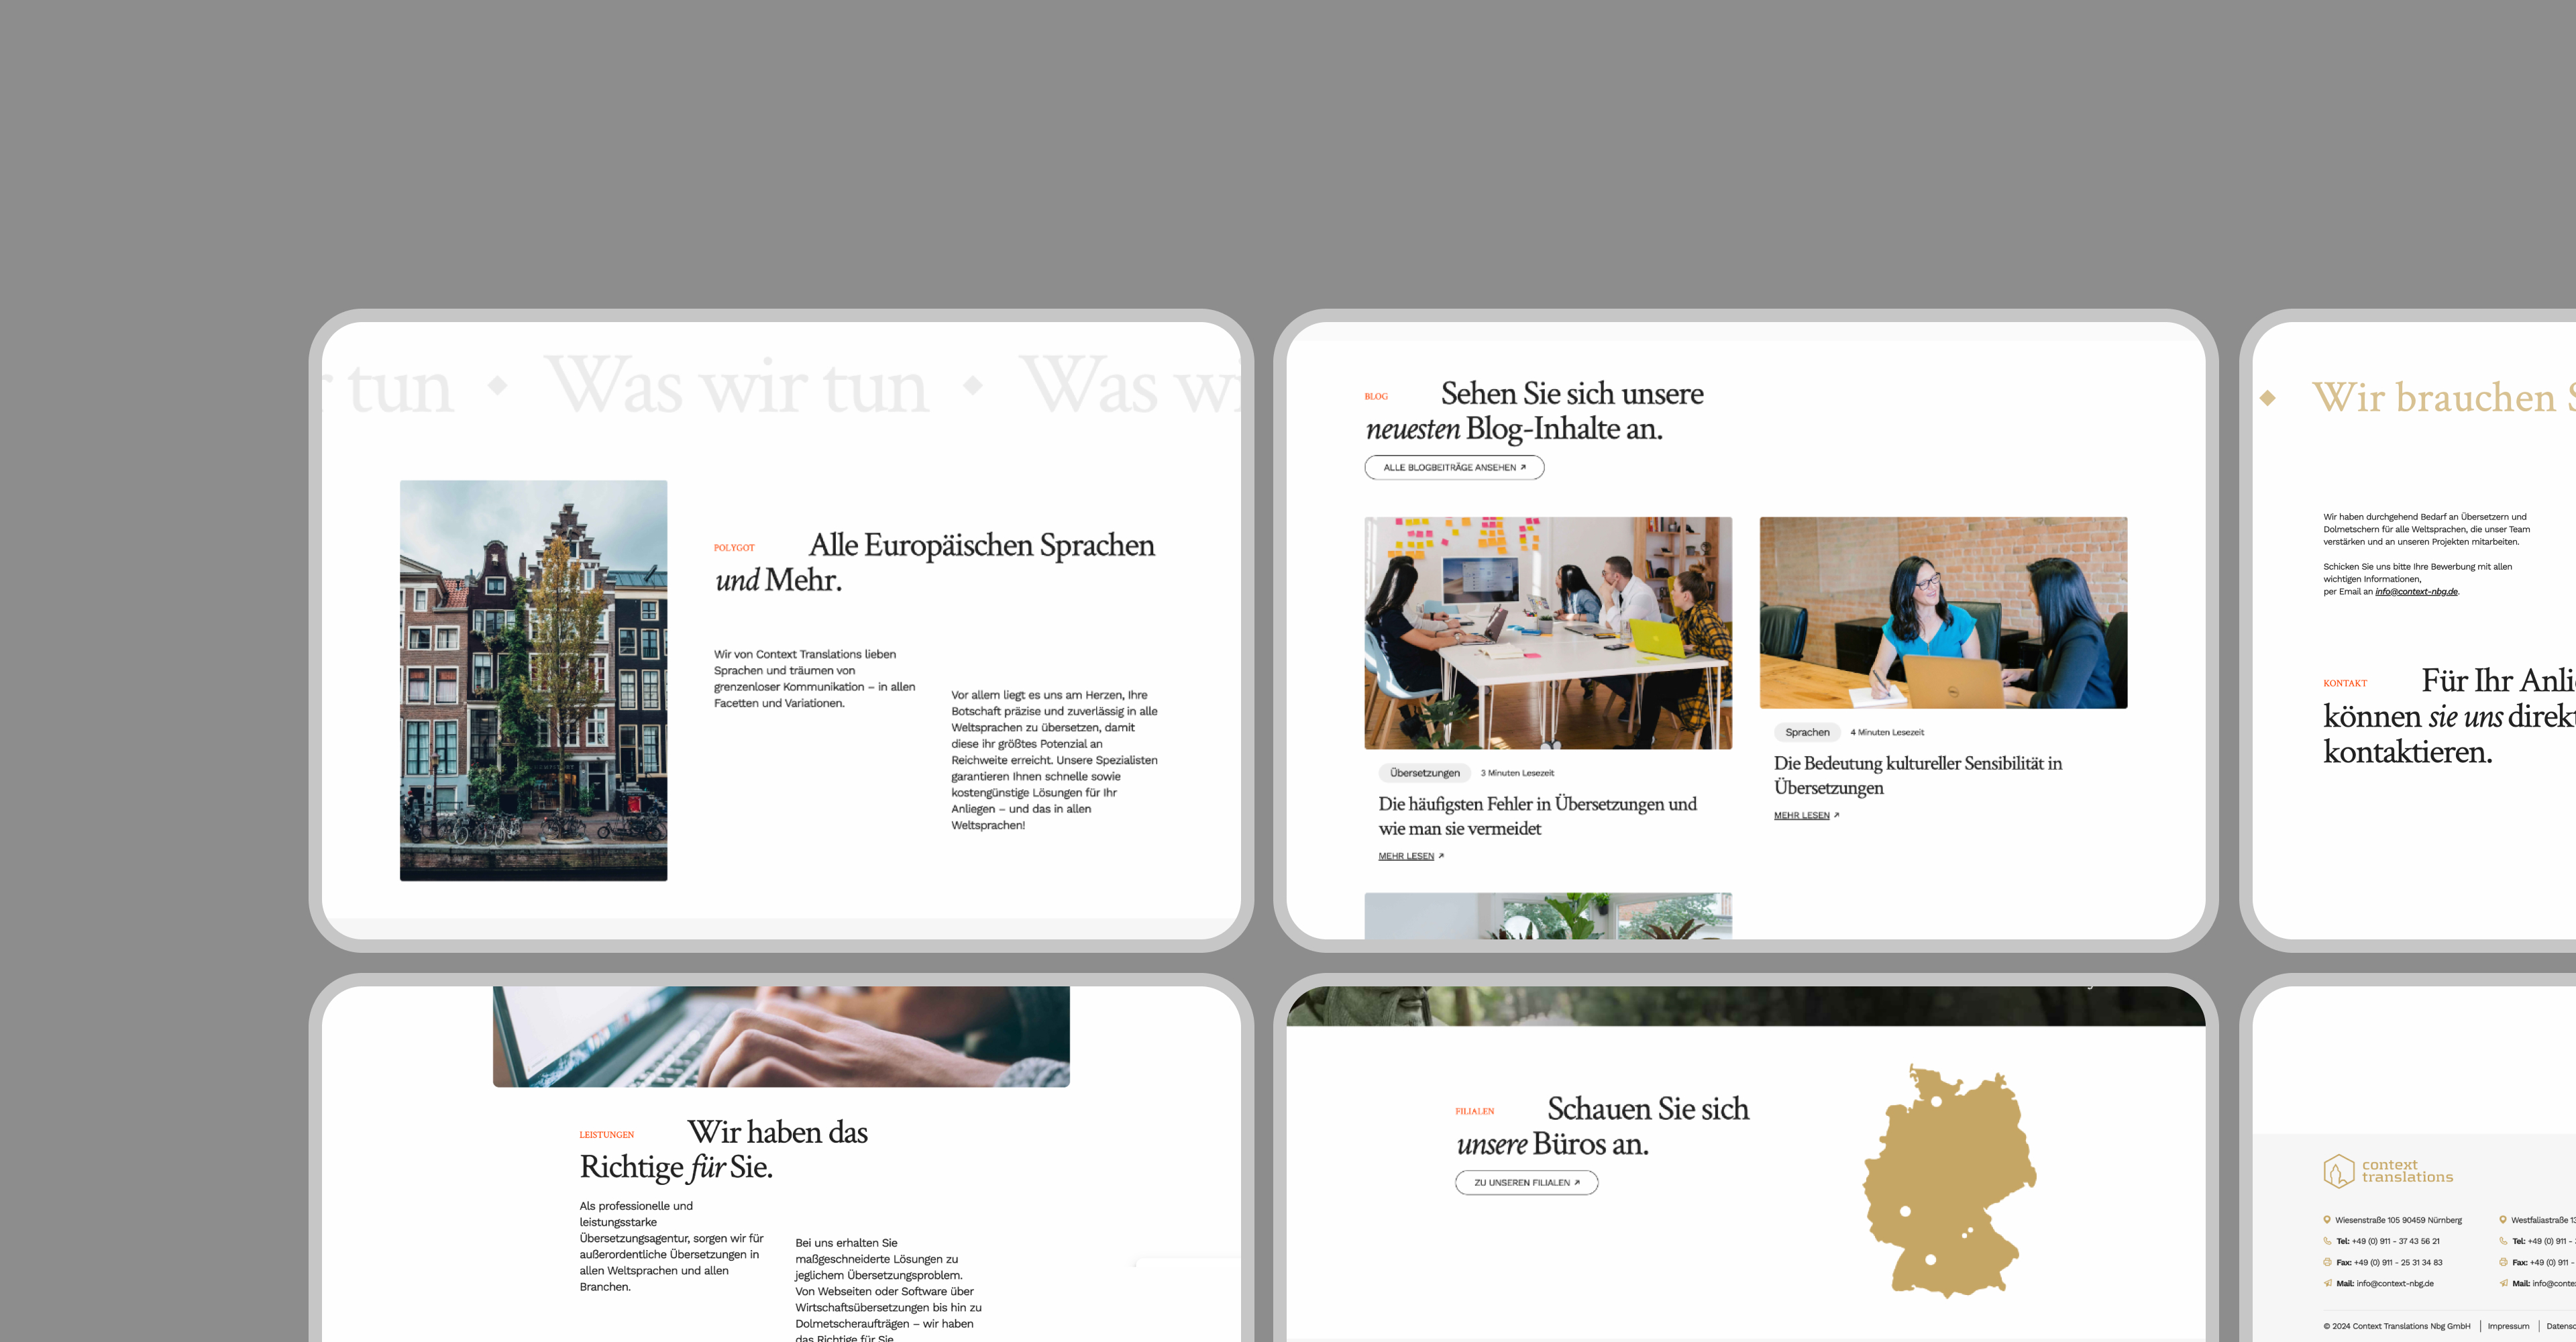 tun ◆ Was wir tun ◆ Was
POLYGOT Alle Europäischen Sprachen
und Mehr.
Wir von Context Translations lieben
Sprachen und träumen von
grenzenloser Kommunikation – in allen
Facetten und Variationen.
Vor allem liegt es uns am Herzen, Ihre
Botschaft präzise und zuverlässig in alle
Weltsprachen zu übersetzen, damit
diese ihr größtes Potenzial an
Reichweite erreicht. Unsere Spezialisten
garantieren Ihnen schnelle sowie
kostengünstige Lösungen für Ihr
Anliegen – und das in allen
Weltsprachen!
BLOG Sehen Sie sich unsere
neuesten Blog-Inhalte an.
ALLE BLOGBEITRÄGE ANSEHEN ↗
Übersetzungen 3 Minuten Lesezeit
Die häufigsten Fehler in Übersetzungen und
wie man sie vermeidet
MEHR LESEN ↗
Sprachen 4 Minuten Lesezeit
Die Bedeutung kultureller Sensibilität in
Übersetzungen
MEHR LESEN ↗
◆ Wir brauchen S
Wir haben durchgehend Bedarf an Übersetzern und
Dolmetschern für alle Weltsprachen, die unser Team
verstärken und an unseren Projekten mitarbeiten.
Schicken Sie uns bitte Ihre Bewerbung mit allen
wichtigen Informationen,
per Email an info@context-nbg.de.
KONTAKT Für Ihr Anlie
können sie uns direkt
kontaktieren.
LEISTUNGEN Wir haben das
Richtige für Sie.
Als professionelle und
leistungsstarke
Übersetzungsagentur, sorgen wir für
außerordentliche Übersetzungen in
allen Weltsprachen und allen
Branchen.
Bei uns erhalten Sie
maßgeschneiderte Lösungen zu
jeglichem Übersetzungsproblem.
Von Webseiten oder Software über
Wirtschaftsübersetzungen bis hin zu
Dolmetscheraufträgen – wir haben
das Richtige für Sie
FILIALEN Schauen Sie sich
unsere Büros an.
ZU UNSEREN FILIALEN ↗
context
translations
Wiesenstraße 105 90459 Nürnberg
Tel: +49 (0) 911 - 37 43 56 21
Fax: +49 (0) 911 - 25 31 34 83
Mail: info@context-nbg.de
Westfaliastraße 13
Tel: +49 (0) 911 -
Fax: +49 (0) 911 -
Mail: info@conte
© 2024 Context Translations Nbg GmbH | Impressum | Datensc